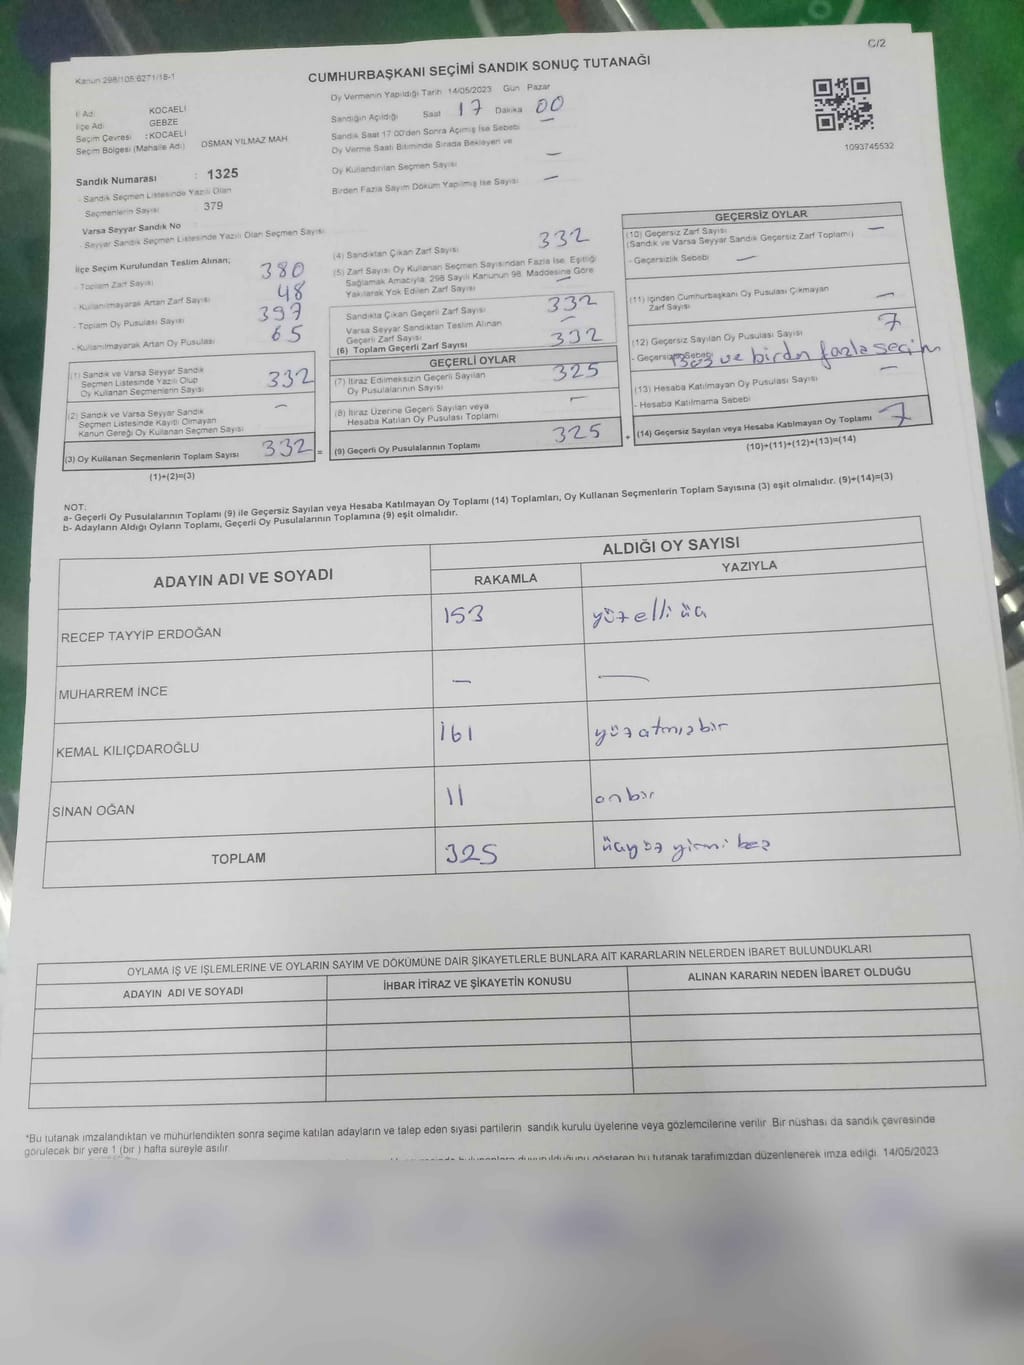 C/2
Kanun 298/105;6271/18-1
CUMHURBAŞKANI SEÇİMİ SANDIK SONUÇ TUTANAĞI
İl Adı KOCAELİ
İlçe Adı GEBZE
Seçim Çevresi : KOCAELİ
Seçim Bölgesi (Mahalle Adı) OSMAN YILMAZ MAH
Sandık Numarası : 1325
- Sandık Seçmen Listesinde Yazılı Olan
Seçmenlerin Sayısı 379
Varsa Seyyar Sandık No
- Seyyar Sandık Seçmen Listesinde Yazılı Olan Seçmen Sayısı
İlçe Seçim Kurulundan Teslim Alınan;
- Toplam Zarf Sayısı 380
- Kullanılmayarak Artan Zarf Sayısı 48
- Toplam Oy Pusulası Sayısı 397
- Kullanılmayarak Artan Oy Pusulası 65
(1) Sandık ve Varsa Seyyar Sandık
Seçmen Listesinde Yazılı Olup
Oy Kullanan Seçmenlerin Sayısı 332
(2) Sandık ve Varsa Seyyar Sandık
Seçmen Listesinde Kayıtlı Olmayan
Kanun Gereği Oy Kullanan Seçmen Sayısı —
(3) Oy Kullanan Seçmenlerin Toplam Sayısı 332 =
(1)+(2)=(3)
Oy Vermenin Yapıldığı Tarih 14/05/2023 Gün Pazar
Sandığın Açıldığı Saat 17 Dakika 00
Sandık Saat 17 00'den Sonra Açılmış İse Sebebi —
Oy Verme Saati Bitiminde Sırada Bekleyen ve
Oy Kullandırılan Seçmen Sayısı —
Birden Fazla Sayım Döküm Yapılmış İse Sayısı —
(4) Sandıktan Çıkan Zarf Sayısı 332
(5) Zarf Sayısı Oy Kullanan Seçmen Sayısından Fazla İse, Eşitliği
Sağlamak Amacıyla; 298 Sayılı Kanunun 98. Maddesine Göre
Yakılarak Yok Edilen Zarf Sayısı —
Sandıkta Çıkan Geçerli Zarf Sayısı 332
Varsa Seyyar Sandıktan Teslim Alınan
Geçerli Zarf Sayısı —
(6) Toplam Geçerli Zarf Sayısı 332
GEÇERLİ OYLAR
(7) İtiraz Edilmeksizin Geçerli Sayılan
Oy Pusulalarının Sayısı 325
(8) İtiraz Üzerine Geçerli Sayılan veya
Hesaba Katılan Oy Pusulası Toplamı —
(9) Geçerli Oy Pusulalarının Toplamı 325 +
1093745532
GEÇERSİZ OYLAR
(10) Geçersiz Zarf Sayısı —
(Sandık ve Varsa Seyyar Sandık Geçersiz Zarf Toplamı)
- Geçersizlik Sebebi —
(11) İçinden Cumhurbaşkanı Oy Pusulası Çıkmayan
Zarf Sayısı —
(12) Geçersiz Sayılan Oy Pusulası Sayısı 7
- Geçersizlik Sebebi Boş ve birden fazla seçim
(13) Hesaba Katılmayan Oy Pusulası Sayısı —
- Hesaba Katılmama Sebebi
(14) Geçersiz Sayılan veya Hesaba Katılmayan Oy Toplamı 7
(10)+(11)+(12)+(13)=(14)
NOT:
a- Geçerli Oy Pusulalarının Toplamı (9) ile Geçersiz Sayılan veya Hesaba Katılmayan Oy Toplamı (14) Toplamları, Oy Kullanan Seçmenlerin Toplam Sayısına (3) eşit olmalıdır. (9)+(14)=(3)
b- Adayların Aldığı Oyların Toplamı, Geçerli Oy Pusulalarının Toplamına (9) eşit olmalıdır.
ADAYIN ADI VE SOYADI
ALDIĞI OY SAYISI
RAKAMLA YAZIYLA
RECEP TAYYİP ERDOĞAN 153 yüzelli üç
MUHARREM İNCE — —
KEMAL KILIÇDAROĞLU 161 yüzatmışbir
SİNAN OĞAN 11 onbir
TOPLAM 325 üçyüz yirmi beş
OYLAMA İŞ VE İŞLEMLERİNE VE OYLARIN SAYIM VE DÖKÜMÜNE DAİR ŞİKAYETLERLE BUNLARA AİT KARARLARIN NELERDEN İBARET BULUNDUKLARI
ADAYIN ADI VE SOYADI İHBAR İTİRAZ VE ŞİKAYETİN KONUSU ALINAN KARARIN NEDEN İBARET OLDUĞU
*Bu tutanak imzalandıktan ve mühürlendikten sonra seçime katılan adayların ve talep eden siyasi partilerin sandık kurulu üyelerine veya gözlemcilerine verilir Bir nüshası da sandık çevresinde
görülecek bir yere 1 (bir ) hafta süreyle asılır
bulunanlara duyurulduğunu gösteren bu tutanak tarafımızdan düzenlenerek imza edildi. 14/05/2023